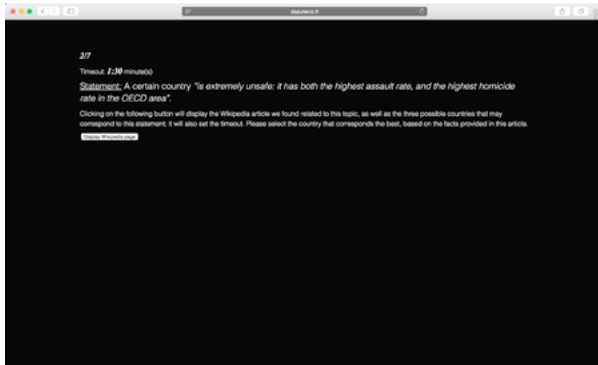 2/7
Timeout: 1:30 minute(s)
Statement: A certain country "is extremely unsafe: it has both the highest assault rate, and the highest homicide
rate in the OECD area".
Clicking on the following button will display the Wikipedia article we found related to this topic, as well as the three possible countries that may
correspond to this statement; it will also set the timeout. Please select the country that corresponds the best, based on the facts provided in this article.
Display Wikipedia page